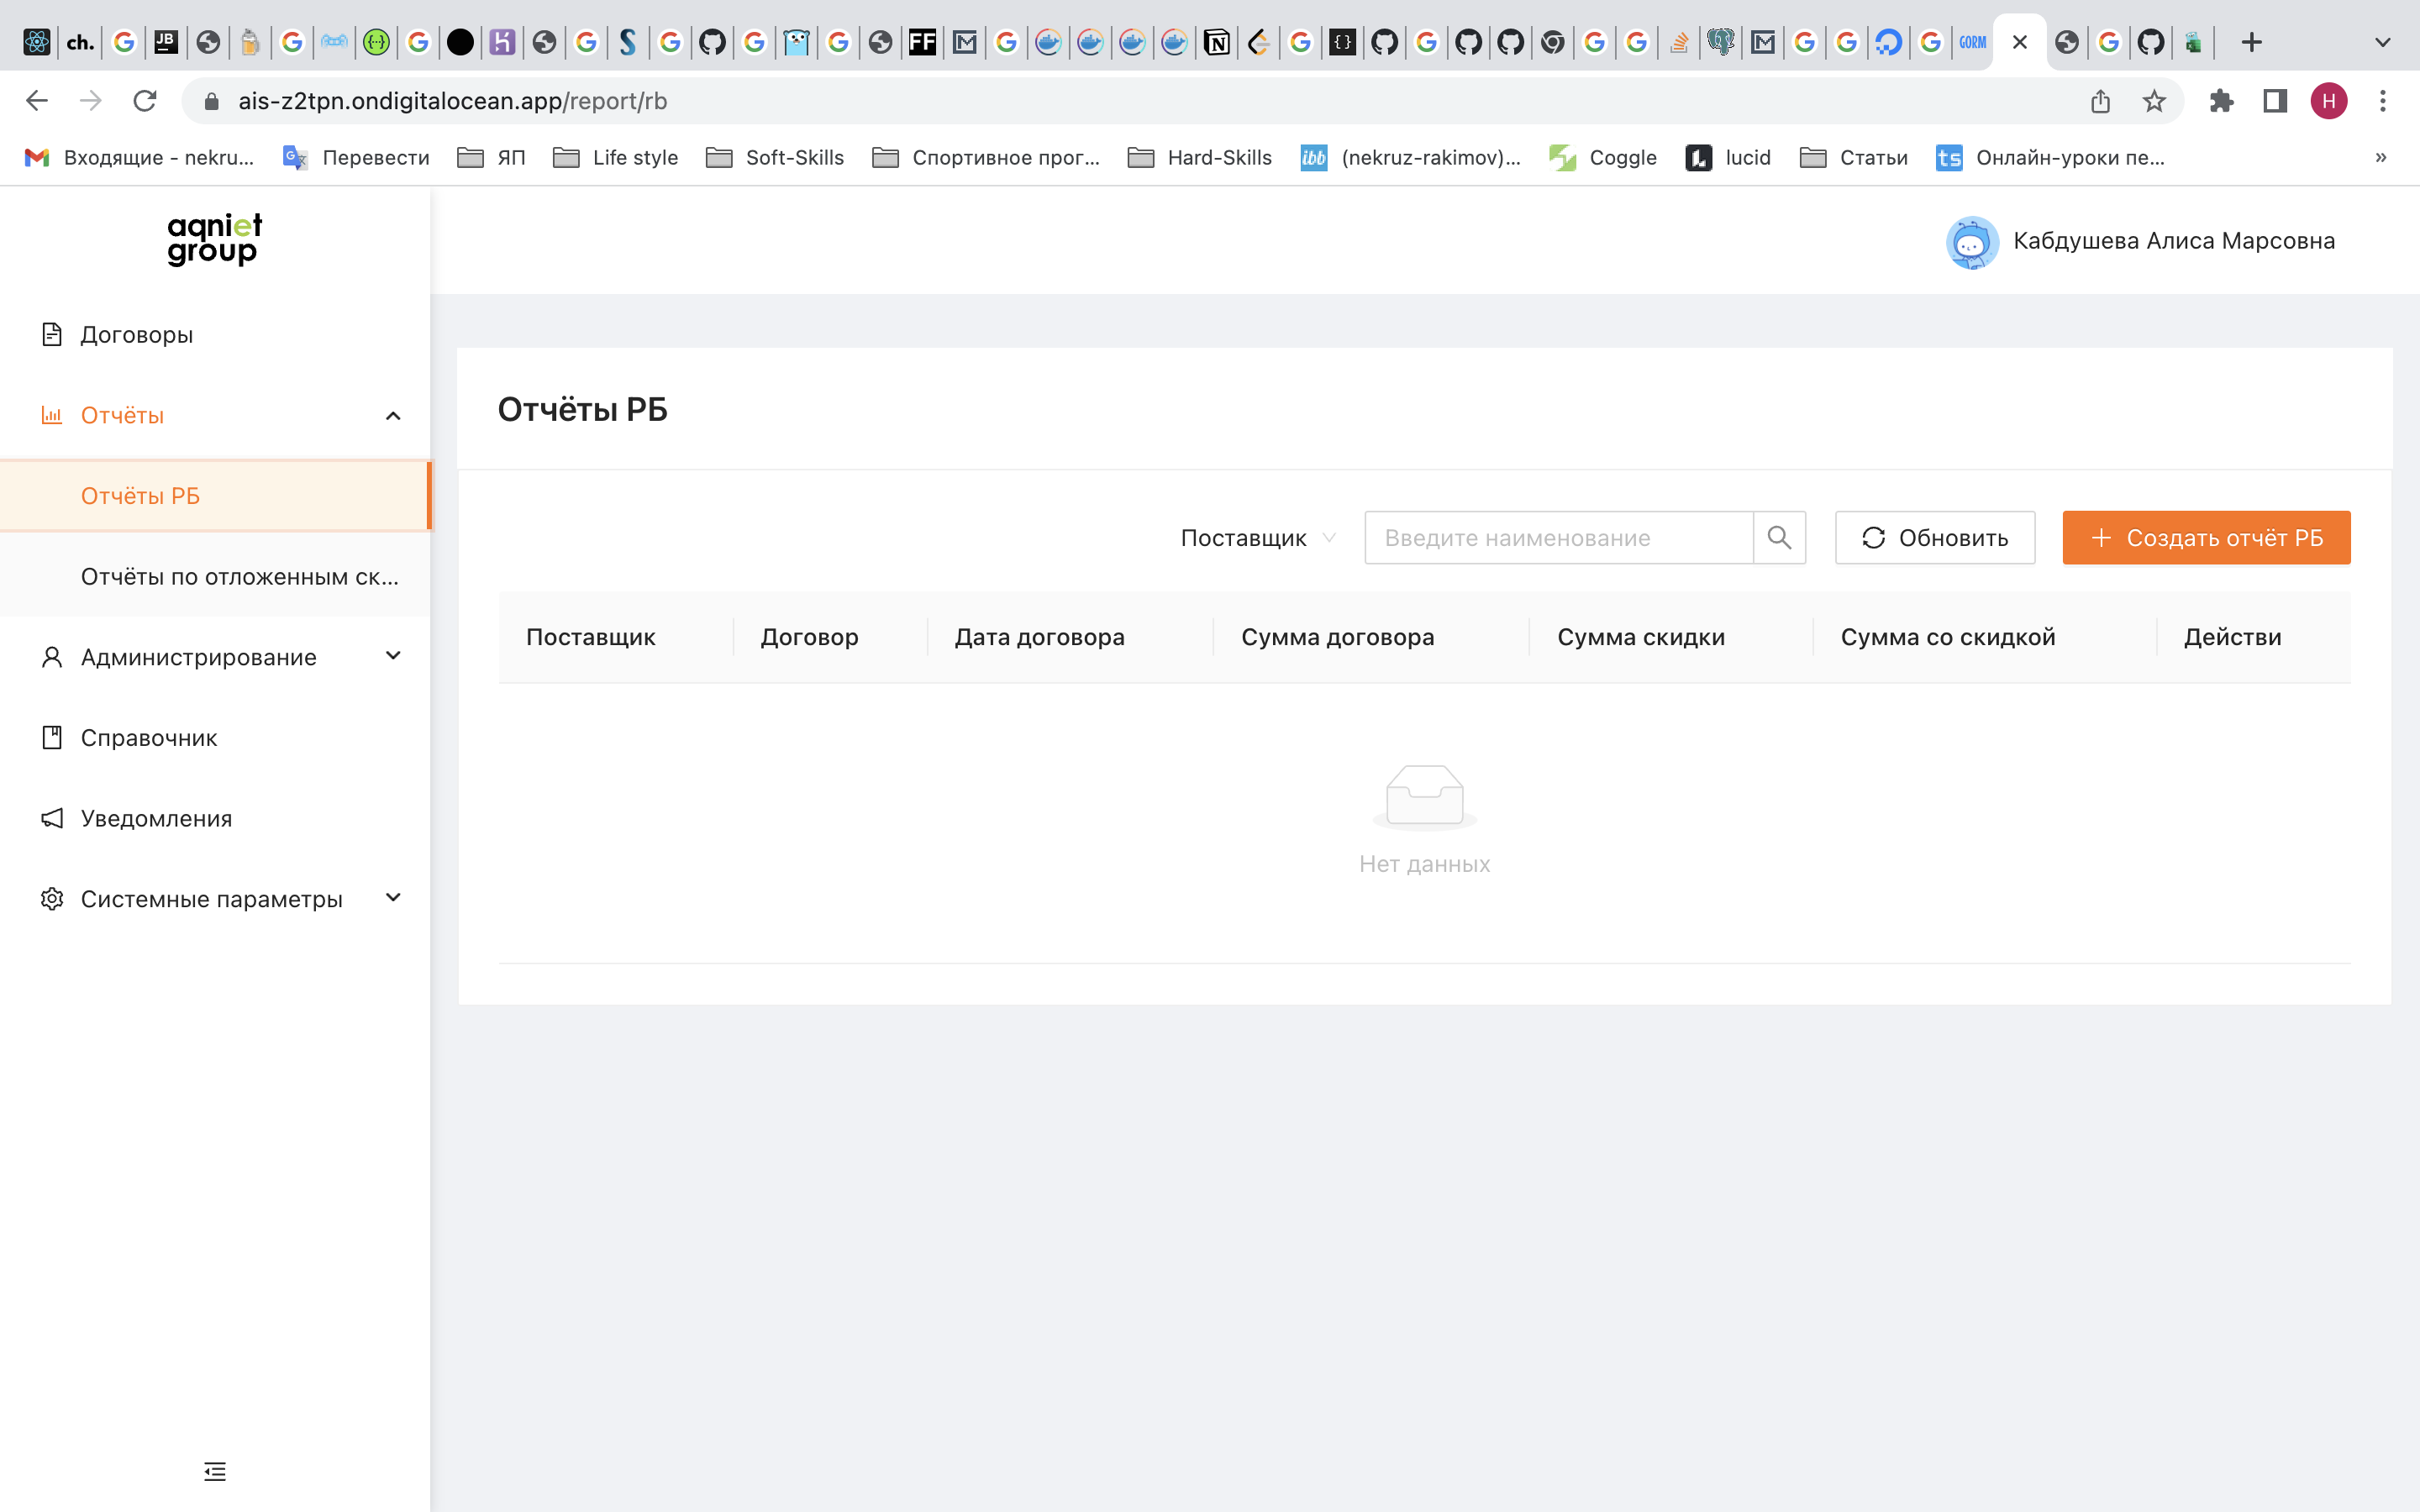 ch.
JB
FF
GORM
ais-z2tpn.ondigitalocean.app/report/rb
H
Входящие - nekru...
Перевести
ЯП
Life style
Soft-Skills
Спортивное прог...
Hard-Skills
ibb
(nekruz-rakimov)...
Coggle
lucid
Статьи
ts
Онлайн-уроки пе...
»
aqniet
group
Кабдушева Алиса Марсовна
Договоры
Отчёты
Отчёты РБ
Отчёты по отложенным ск...
Администрирование
Справочник
Уведомления
Системные параметры
Отчёты РБ
Поставщик
Введите наименование
Обновить
Создать отчёт РБ
Поставщик
Договор
Дата договора
Сумма договора
Сумма скидки
Сумма со скидкой
Действи
Нет данных